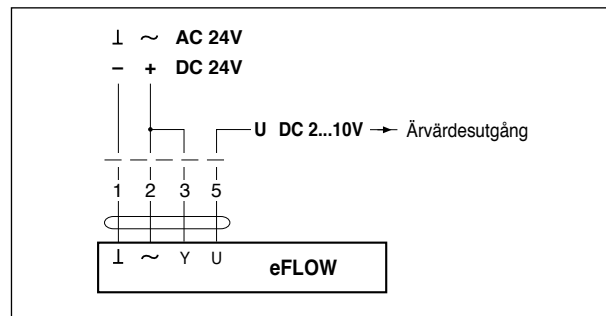 ⊥ ~ AC 24V
– + DC 24V
U DC 2...10V → Ärvärdesutgång
1 2 3 5
⊥ ~ Y U eFLOW